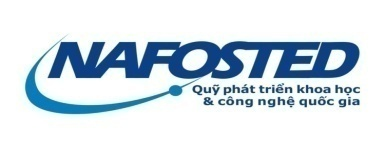 NAFOSTED
Quỹ phát triển khoa học
& công nghệ quốc gia